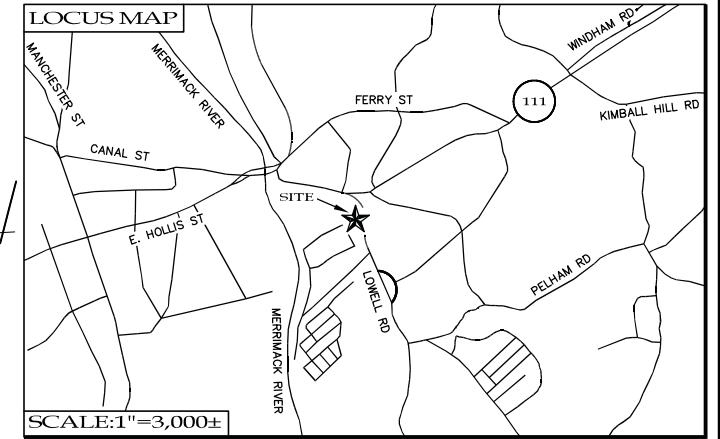 LOCUS MAP
WINDHAM RD
MANCHESTER ST
MERRIMACK RIVER
FERRY ST
111
KIMBALL HILL RD
CANAL ST
SITE
E. HOLLIS ST
PELHAM RD
LOWELL RD
MERRIMACK RIVER
SCALE:1"=3,000±